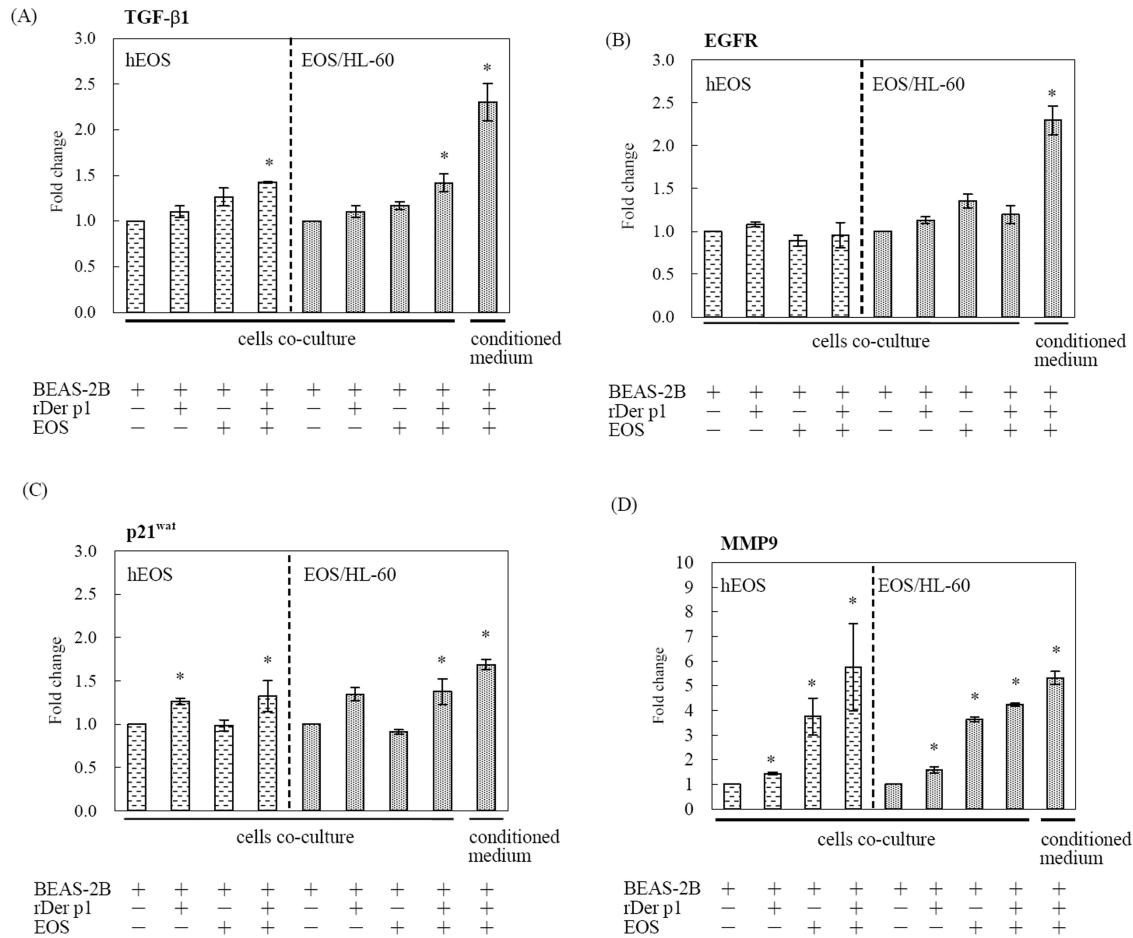 (A)
TGF-β1
3.0
2.5
2.0
1.5
1.0
0.5
0.0
Fold change
hEOS
EOS/HL-60
*
*
*
cells co-culture
conditioned
medium
BEAS-2B + + + + + + + + +
rDer p1 − + − + − + − + +
EOS − − + + − − + + +
(B)
EGFR
3.0
2.5
2.0
1.5
1.0
0.5
0.0
Fold change
hEOS
EOS/HL-60
*
cells co-culture
conditioned
medium
BEAS-2B + + + + + + + + +
rDer p1 − + − + − + − + +
EOS − − + + − − + + +
(C)
p21waf
3.0
2.5
2.0
1.5
1.0
0.5
0.0
Fold change
hEOS
EOS/HL-60
*
*
*
*
cells co-culture
conditioned
medium
BEAS-2B + + + + + + + + +
rDer p1 − + − + − + − + +
EOS − − + + − − + + +
(D)
MMP9
10
9
8
7
6
5
4
3
2
1
0
Fold change
hEOS
EOS/HL-60
*
*
*
*
*
*
*
cells co-culture
conditioned
medium
BEAS-2B + + + + + + + + +
rDer p1 − + − + − + − + +
EOS − − + + − − + + +